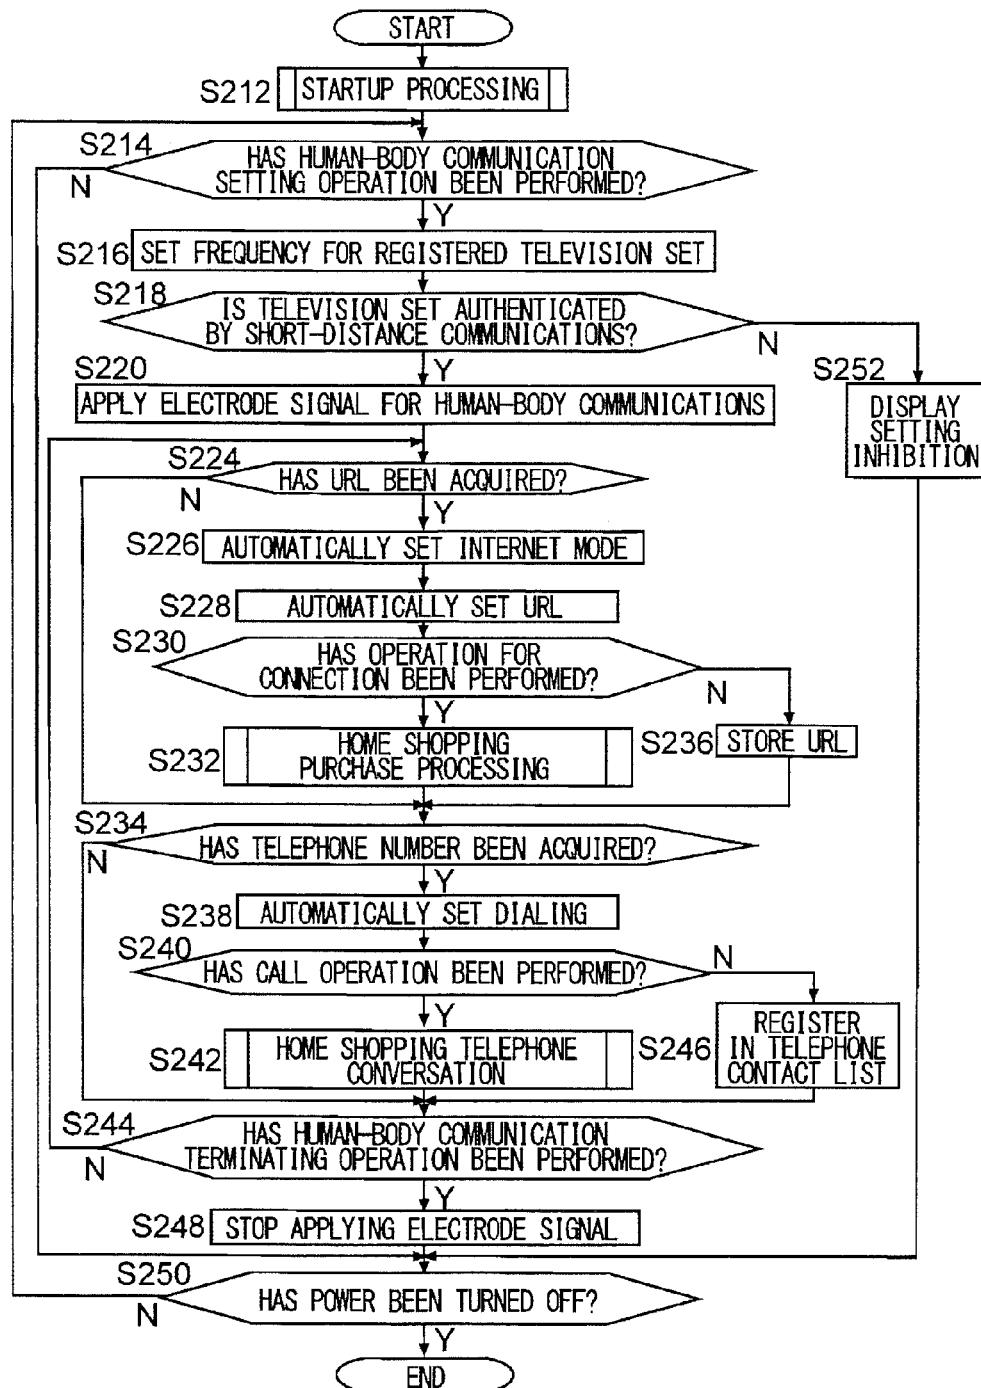 START
S212
STARTUP PROCESSING
S214
HAS HUMAN-BODY COMMUNICATION
SETTING OPERATION BEEN PERFORMED?
N
Y
S216
SET FREQUENCY FOR REGISTERED TELEVISION SET
S218
IS TELEVISION SET AUTHENTICATED
BY SHORT-DISTANCE COMMUNICATIONS?
N
Y
S220
APPLY ELECTRODE SIGNAL FOR HUMAN-BODY COMMUNICATIONS
S252
DISPLAY
SETTING
INHIBITION
S224
HAS URL BEEN ACQUIRED?
N
Y
S226
AUTOMATICALLY SET INTERNET MODE
S228
AUTOMATICALLY SET URL
S230
HAS OPERATION FOR
CONNECTION BEEN PERFORMED?
N
Y
S232
HOME SHOPPING
PURCHASE PROCESSING
S236
STORE URL
S234
HAS TELEPHONE NUMBER BEEN ACQUIRED?
N
Y
S238
AUTOMATICALLY SET DIALING
S240
HAS CALL OPERATION BEEN PERFORMED?
N
Y
S242
HOME SHOPPING TELEPHONE
CONVERSATION
S246
REGISTER
IN TELEPHONE
CONTACT LIST
S244
HAS HUMAN-BODY COMMUNICATION
TERMINATING OPERATION BEEN PERFORMED?
N
Y
S248
STOP APPLYING ELECTRODE SIGNAL
S250
HAS POWER BEEN TURNED OFF?
N
Y
END